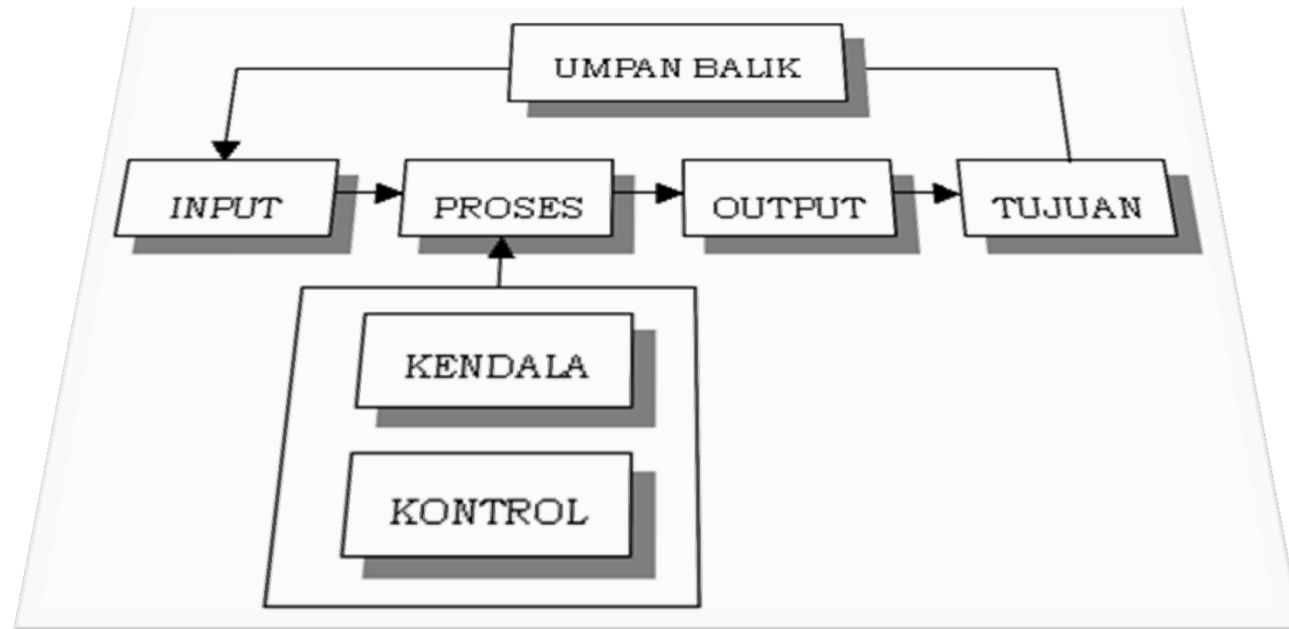 UMPAN BALIK
INPUT
PROSES
OUTPUT
TUJUAN
KENDALA
KONTROL